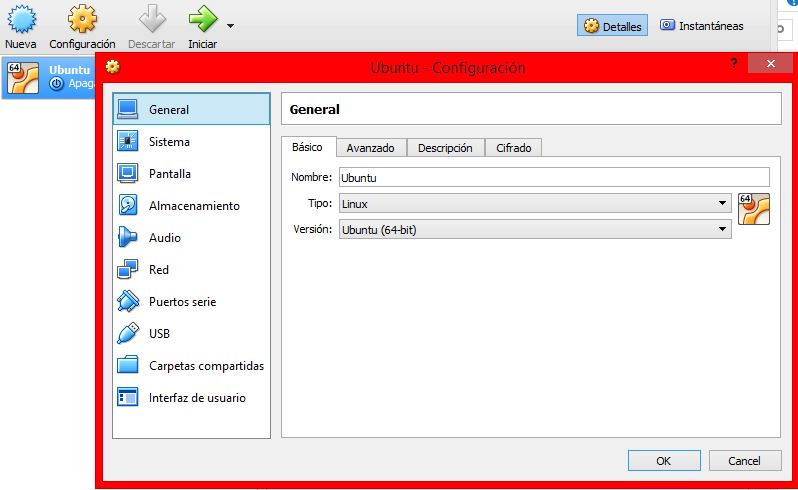 Nueva Configuración Descartar Iniciar
Detalles Instantáneas
64 Ubuntu
Ubuntu - Configuración ?
General
Sistema
Pantalla
Almacenamiento
Audio
Red
Puertos serie
USB
Carpetas compartidas
Interfaz de usuario
General
Básico Avanzado Descripción Cifrado
Nombre: Ubuntu
Tipo: Linux
64
Versión: Ubuntu (64-bit)
OK Cancel